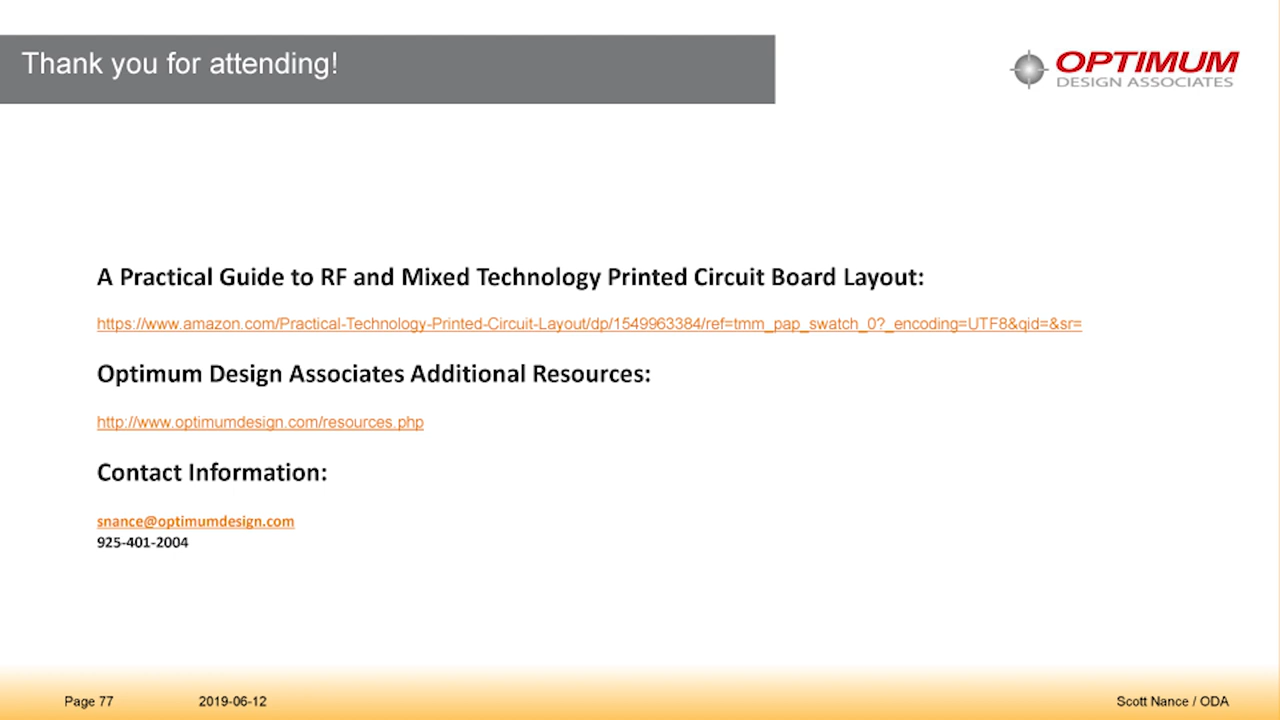 Thank you for attending!
OPTIMUM
DESIGN ASSOCIATES
A Practical Guide to RF and Mixed Technology Printed Circuit Board Layout:
https://www.amazon.com/Practical-Technology-Printed-Circuit-Layout/dp/1549963384/ref=tmm_pap_swatch_0?_encoding=UTF8&qid=&sr=
Optimum Design Associates Additional Resources:
http://www.optimumdesign.com/resources.php
Contact Information:
snance@optimumdesign.com
925-401-2004
Page 77 2019-06-12 Scott Nance / ODA